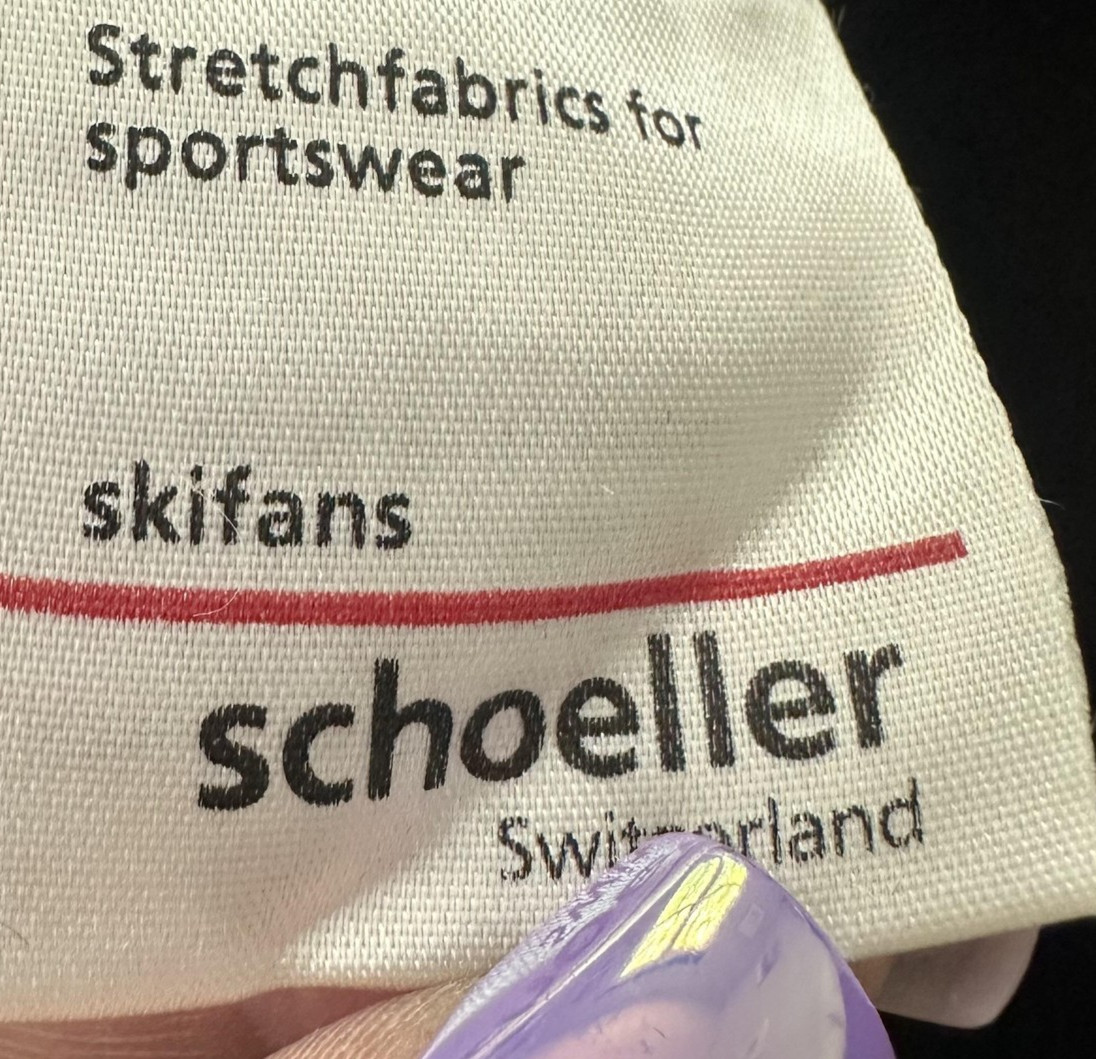 Stretchfabrics for
sportswear
skifans
schoeller
Switzerland